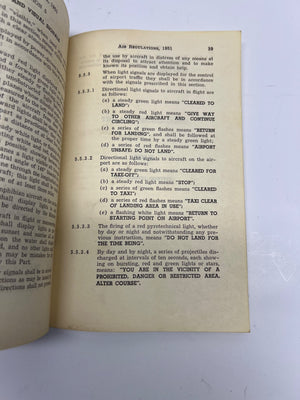 AIR REGULATIONS, 1951 39
the use by an aircraft in distress of any means at
its disposal to attract attention and to make
known its position and obtain help.
5.5.3 When light signals are displayed for the control
of airport traffic they shall be in accordance
with the signals prescribed in this section.
5.5.3.1 Directional light signals to aircraft in flight are
as follows:
(a) a steady green light means "CLEARED TO
LAND";
(b) a steady red light means "GIVE WAY
TO OTHER AIRCRAFT AND CONTINUE
CIRCLING";
(c) a series of green flashes means "RETURN
FOR LANDING", and shall be followed at
the proper time by a steady green light;
(d) a series of red flashes means "AIRPORT
UNSAFE; DO NOT LAND".
5.5.3.2 Directional light signals to aircraft on the air-
port are as follows:
(a) a steady green light means "CLEARED FOR
TAKE-OFF";
(b) a steady red light means "STOP";
(c) a series of green flashes means "CLEARED
TO TAXI";
(d) a series of red flashes means "TAXI CLEAR
OF LANDING AREA IN USE";
(e) a flashing white light means "RETURN TO
STARTING POINT ON AIRPORT".
5.5.3.3 The firing of a red pyrotechnical light, whether
by day or night and notwithstanding any pre-
vious instruction, means "DO NOT LAND FOR
THE TIME BEING".
5.5.3.4 By day and by night, a series of projectiles dis-
charged at intervals of ten seconds, each show-
ing on bursting, red and green lights or stars,
means: "YOU ARE IN THE VICINITY OF A
PROHIBITED, DANGER OR RESTRICTED AREA,
ALTER COURSE".